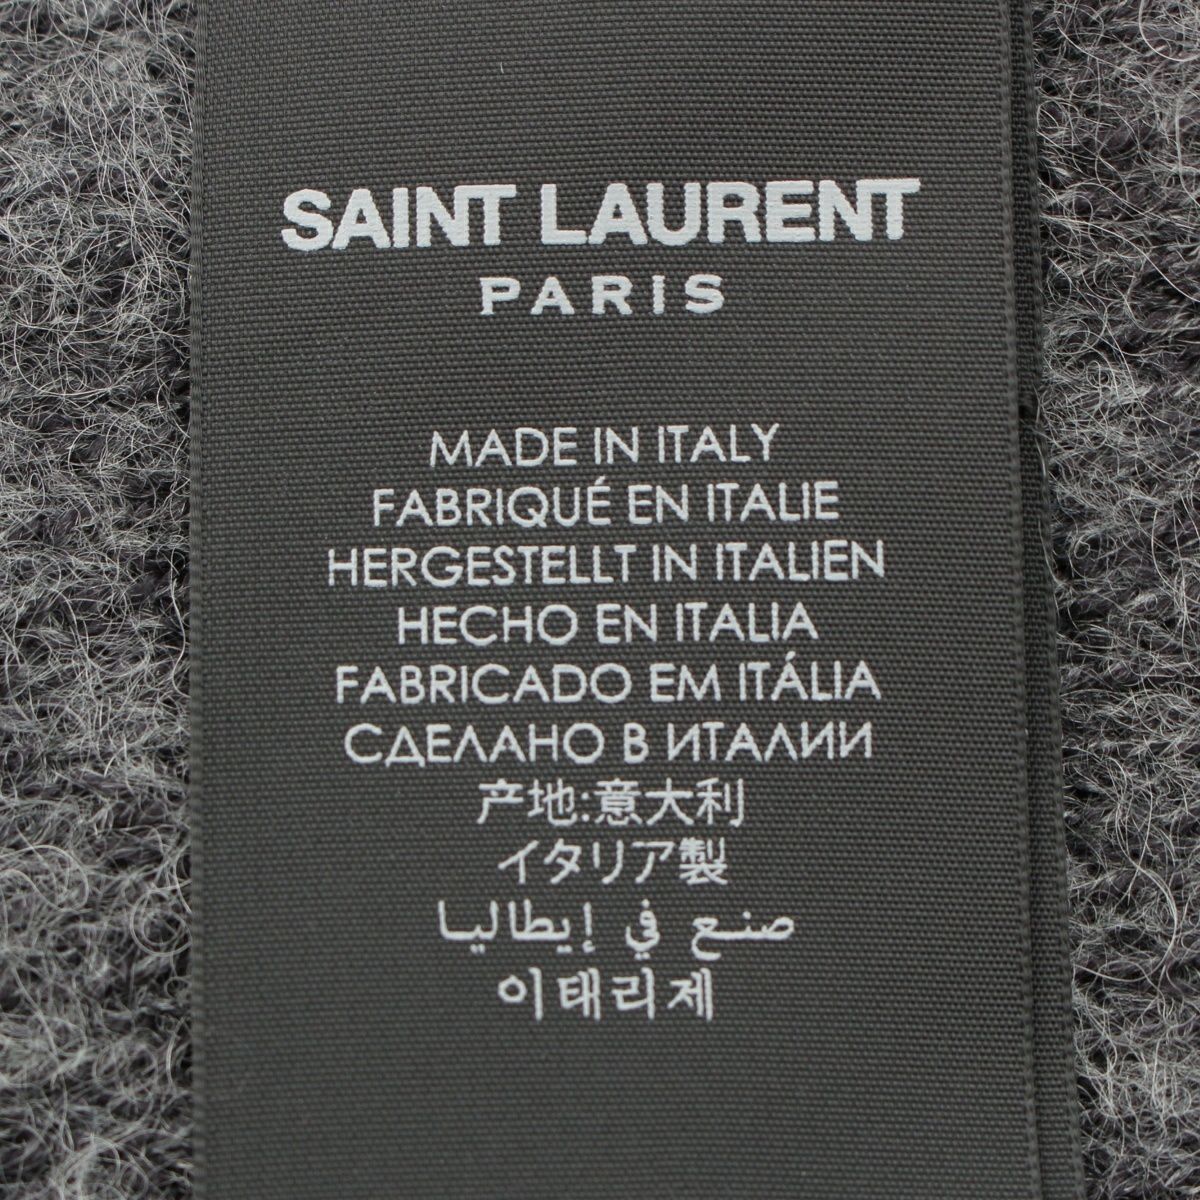 SAINT LAURENT
PARIS
MADE IN ITALY
FABRIQUÉ EN ITALIE
HERGESTELLT IN ITALIEN
HECHO EN ITALIA
FABRICADO EM ITÁLIA
СДЕЛАНО В ИТАЛИИ
产地:意大利
イタリア製
صنع في إيطاليا
이태리제